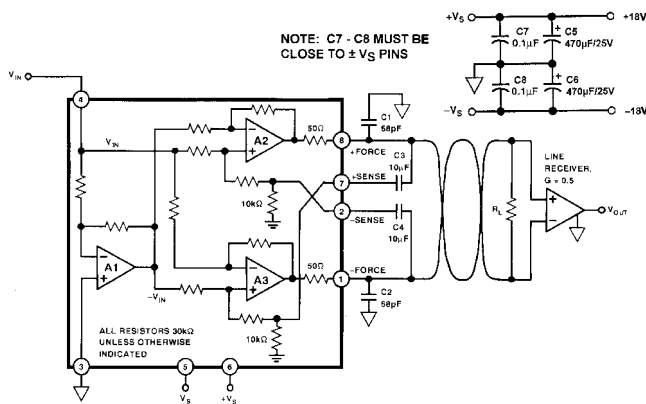 NOTE: C7 - C8 MUST BE
CLOSE TO ± VS PINS
+VS
+18V
C7
0.1µF
+
C5
470µF/25V
C8
0.1µF
+
C6
470µF/25V
−VS
−18V
VIN
4
VIN
A2
−
+
50Ω
8
+FORCE
C1
58pF
7
+SENSE
C3
10µF
10kΩ
2
−SENSE
C4
10µF
A1
−
+
−VIN
A3
−
+
50Ω
1
−FORCE
C2
58pF
10kΩ
RL
LINE
RECEIVER,
G = 0.5
+
−
VOUT
ALL RESISTORS 30kΩ
UNLESS OTHERWISE
INDICATED
3
5
6
VS
+VS